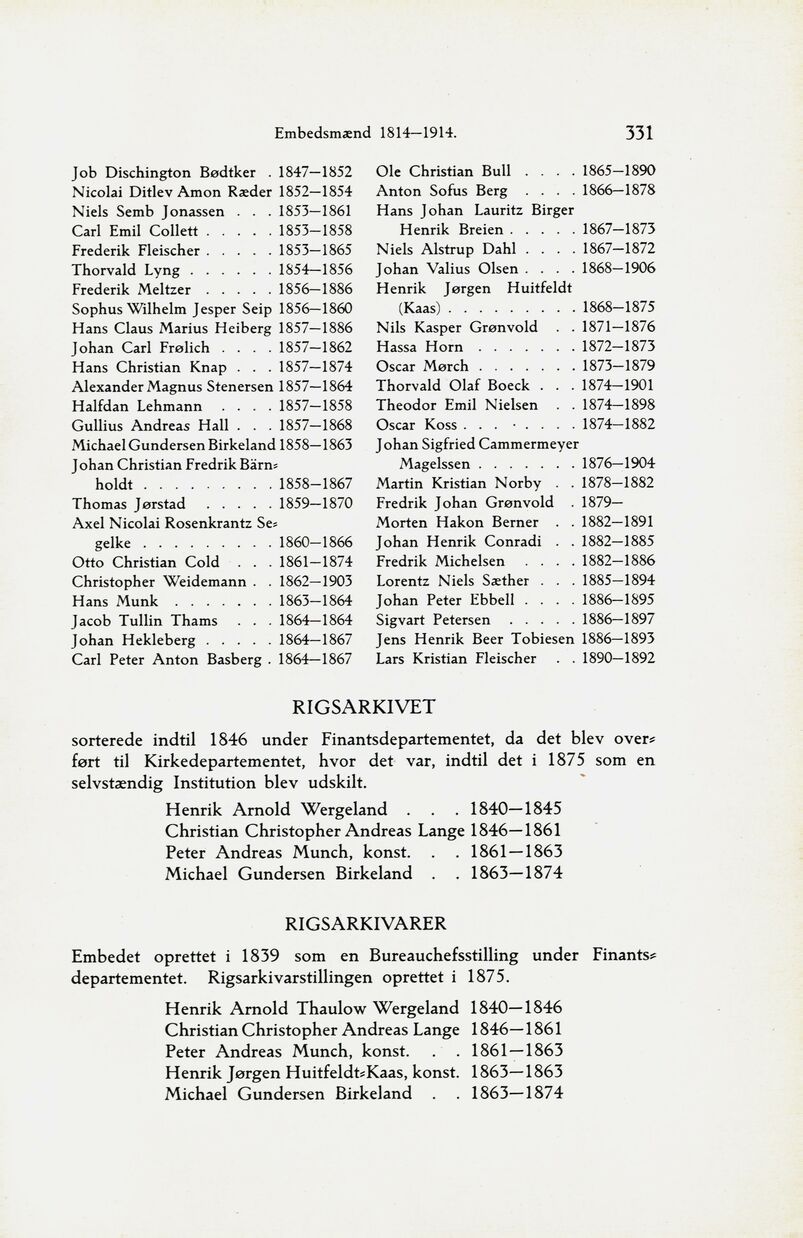 Embedsmænd 1814—1914. 331
Job Dischington Bødtker . 1847—1852
Nicolai Ditlev Amon Ræder 1852—1854
Niels Semb Jonassen . . . 1853—1861
Carl Emil Collett . . . . . 1853—1858
Frederik Fleischer . . . . . 1853—1865
Thorvald Lyng . . . . . . 1854—1856
Frederik Meltzer . . . . . 1856—1886
Sophus Wilhelm Jesper Seip 1856—1860
Hans Claus Marius Heiberg 1857—1886
Johan Carl Frølich . . . . 1857—1862
Hans Christian Knap . . . 1857—1874
Alexander Magnus Stenersen 1857—1864
Halfdan Lehmann . . . . 1857—1858
Gullius Andreas Hall . . . 1857—1868
Michael Gundersen Birkeland 1858—1863
Johan Christian Fredrik Bärn⸗
holdt . . . . . . . . . 1858—1867
Thomas Jørstad . . . . . 1859—1870
Axel Nicolai Rosenkrantz Se⸗
gelke . . . . . . . . . 1860—1866
Otto Christian Cold . . . 1861—1874
Christopher Weidemann . . 1862—1903
Hans Munk . . . . . . . 1863—1864
Jacob Tullin Thams . . . 1864—1864
Johan Hekleberg . . . . . 1864—1867
Carl Peter Anton Basberg . 1864—1867
Ole Christian Bull . . . . 1865—1890
Anton Sofus Berg . . . . 1866—1878
Hans Johan Lauritz Birger
Henrik Breien . . . . . 1867—1873
Niels Alstrup Dahl . . . . 1867—1872
Johan Valius Olsen . . . . 1868—1906
Henrik Jørgen Huitfeldt
(Kaas) . . . . . . . . . 1868—1875
Nils Kasper Grønvold . . 1871—1876
Hassa Horn . . . . . . . 1872—1873
Oscar Mørch . . . . . . . 1873—1879
Thorvald Olaf Boeck . . . 1874—1901
Theodor Emil Nielsen . . 1874—1898
Oscar Koss . . . . . . . . 1874—1882
Johan Sigfried Cammermeyer
Magelssen . . . . . . . 1876—1904
Martin Kristian Norby . . 1878—1882
Fredrik Johan Grønvold . 1879—
Morten Hakon Berner . . 1882—1891
Johan Henrik Conradi . . 1882—1885
Fredrik Michelsen . . . . 1882—1886
Lorentz Niels Sæther . . . 1885—1894
Johan Peter Ebbell . . . . 1886—1895
Sigvart Petersen . . . . . 1886—1897
Jens Henrik Beer Tobiesen 1886—1893
Lars Kristian Fleischer . . 1890—1892
RIGSARKIVET
sorterede indtil 1846 under Finantsdepartementet, da det blev over⸗
ført til Kirkedepartementet, hvor det var, indtil det i 1875 som en
selvstændig Institution blev udskilt.
Henrik Arnold Wergeland . . . 1840—1845
Christian Christopher Andreas Lange 1846—1861
Peter Andreas Munch, konst. . . 1861—1863
Michael Gundersen Birkeland . . 1863—1874
RIGSARKIVARER
Embedet oprettet i 1839 som en Bureauchefsstilling under Finants⸗
departementet. Rigsarkivarstillingen oprettet i 1875.
Henrik Arnold Thaulow Wergeland 1840—1846
Christian Christopher Andreas Lange 1846—1861
Peter Andreas Munch, konst. . . 1861—1863
Henrik Jørgen Huitfeldt⸗Kaas, konst. 1863—1863
Michael Gundersen Birkeland . . 1863—1874